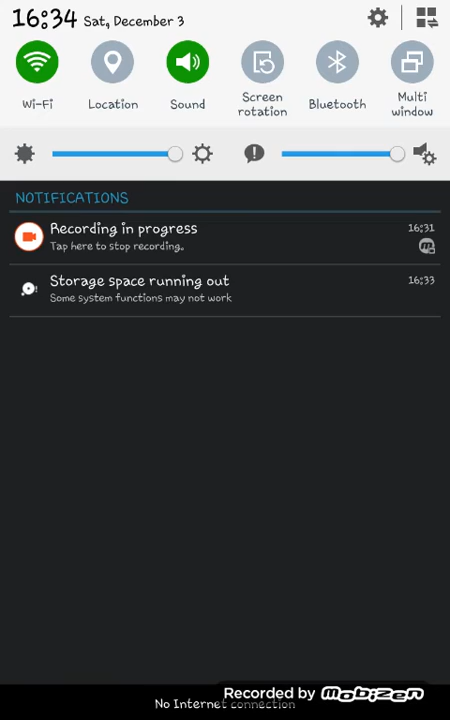 16:34 Sat, December 3
Wi-Fi
Location
Sound
Screen
rotation
Bluetooth
Multi
window
NOTIFICATIONS
Recording in progress
16:31
Tap here to stop recording.
Storage space running out
16:33
Some system functions may not work
Recorded by Mobizen
No Internet connection